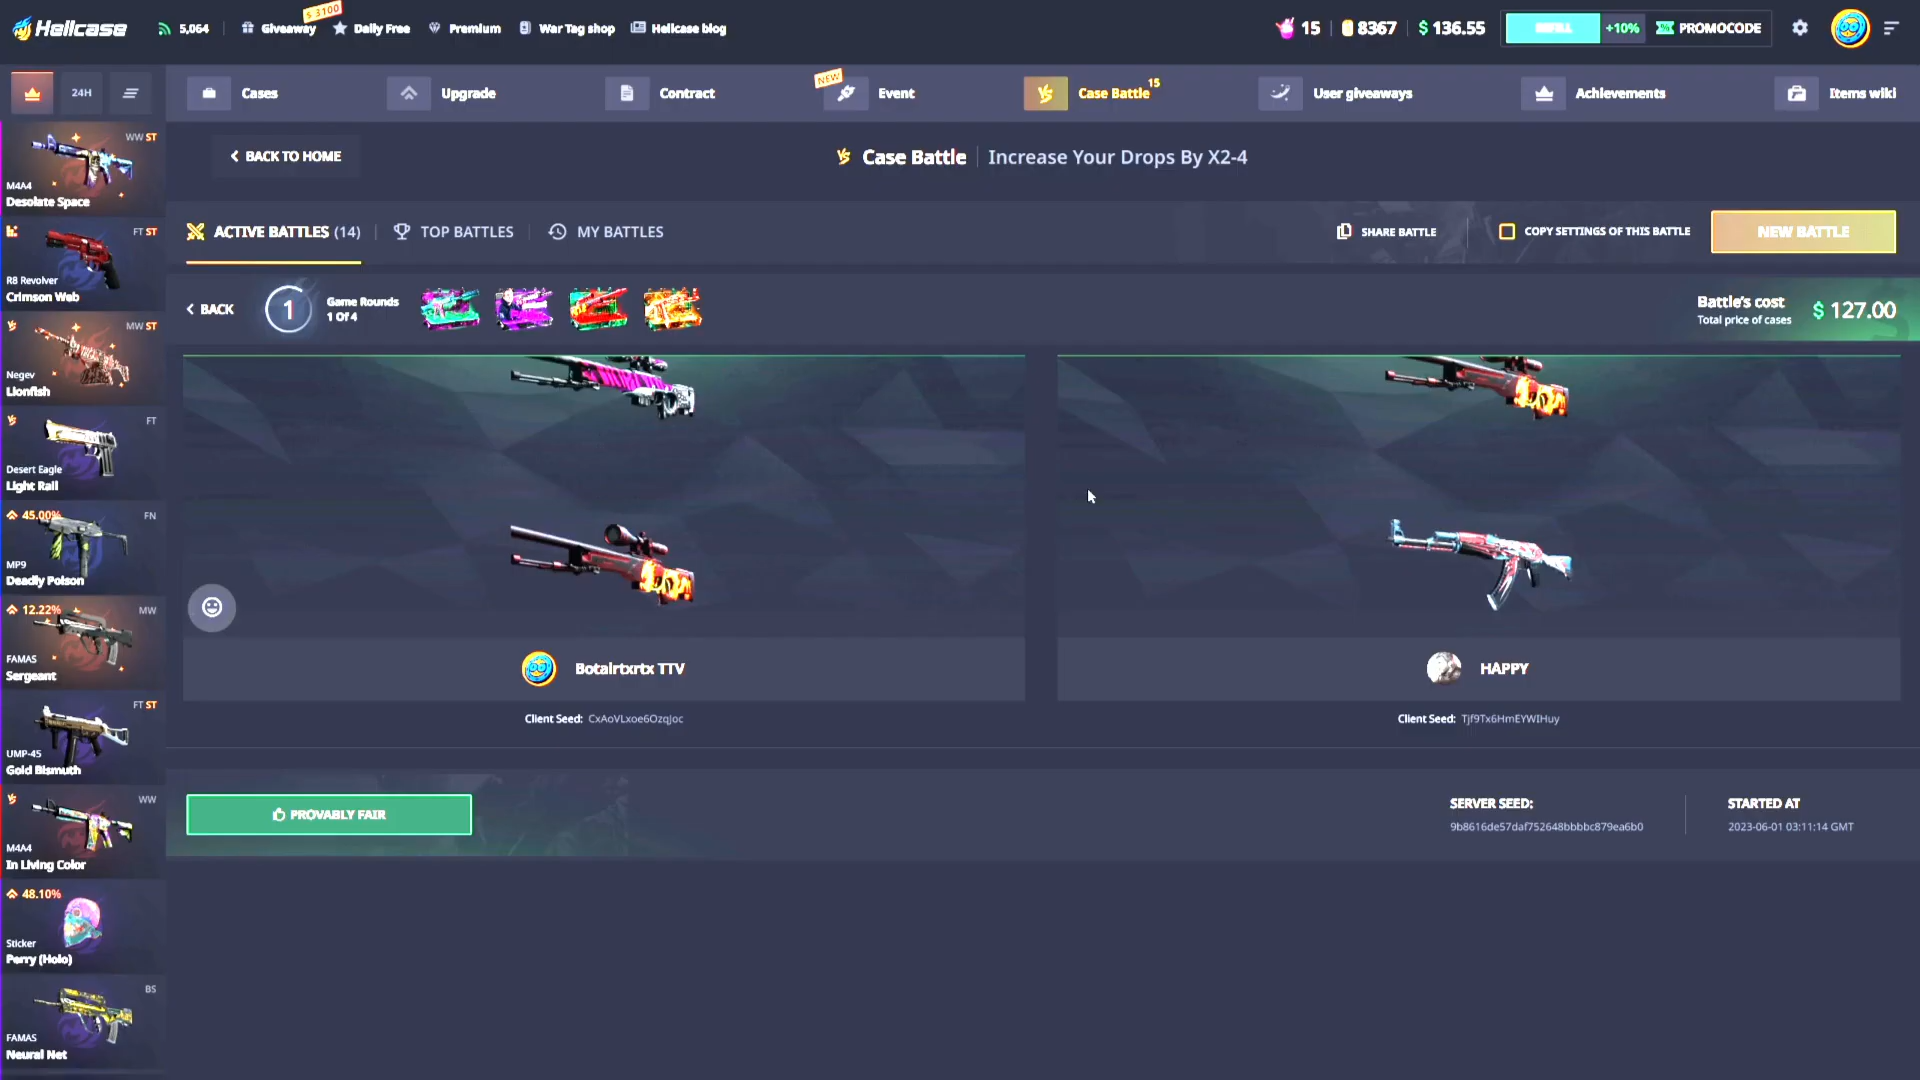 Hellcase
5,064
$ 3100
Giveaway
Daily Free
Premium
War Tag shop
Hellcase blog
15
8367
$ 136.55
+10%
PROMOCODE
24H
Cases
Upgrade
Contract
NEW
Event
Case Battle 15
User giveaways
Achievements
Items wiki
BACK TO HOME
Case Battle
Increase Your Drops By X2-4
ACTIVE BATTLES (14)
TOP BATTLES
MY BATTLES
SHARE BATTLE
COPY SETTINGS OF THIS BATTLE
NEW BATTLE
BACK
1
Game Rounds
1 Of 4
Battle's cost
Total price of cases
$ 127.00
WW ST
M4A4
Desolate Space
FT ST
R8 Revolver
Crimson Web
MW ST
Negev
Lionfish
FT
Desert Eagle
Light Rail
45.00%
FN
MP9
Deadly Poison
12.22%
MW
FAMAS
Sergeant
FT ST
UMP-45
Gold Bismuth
WW
M4A4
In Living Color
48.10%
Sticker
Perry (Holo)
BS
FAMAS
Neural Net
Botairtxrtx TTV
HAPPY
Client Seed: CxAoVLxoe6OzqJoc
Client Seed: Tjf9Tx6HmEYWIHuy
PROVABLY FAIR
SERVER SEED:
9b8616de57daf752648bbbbc879ea6b0
STARTED AT
2023-06-01 03:11:14 GMT